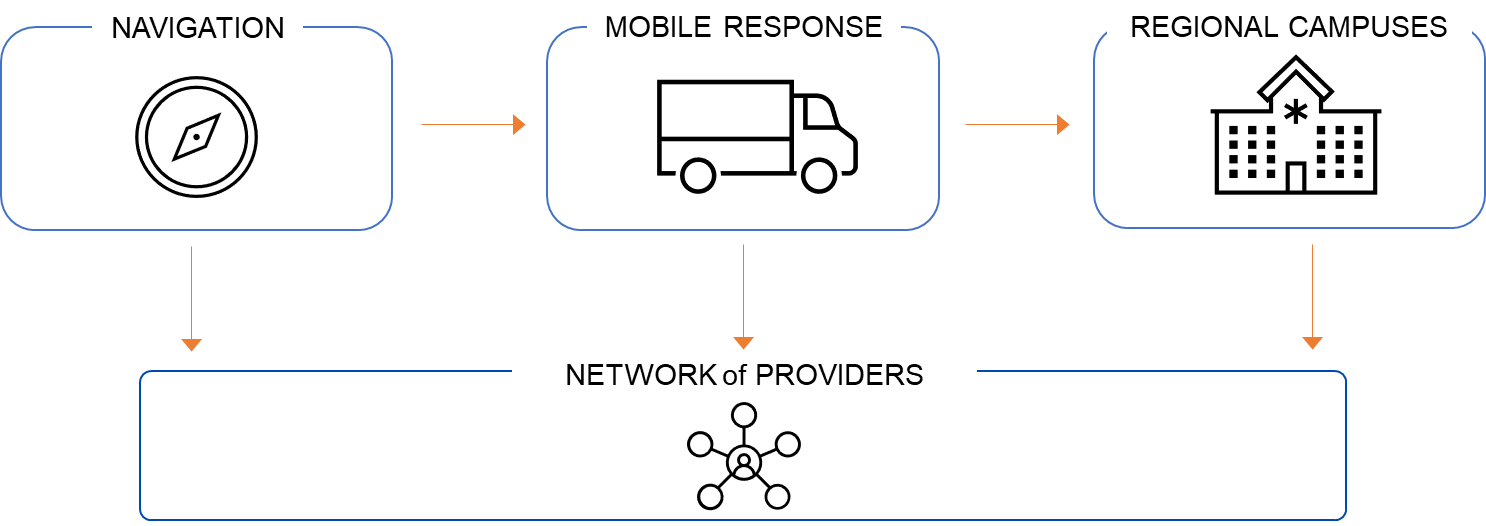 NAVIGATION
MOBILE RESPONSE
REGIONAL CAMPUSES
NETWORK of PROVIDERS